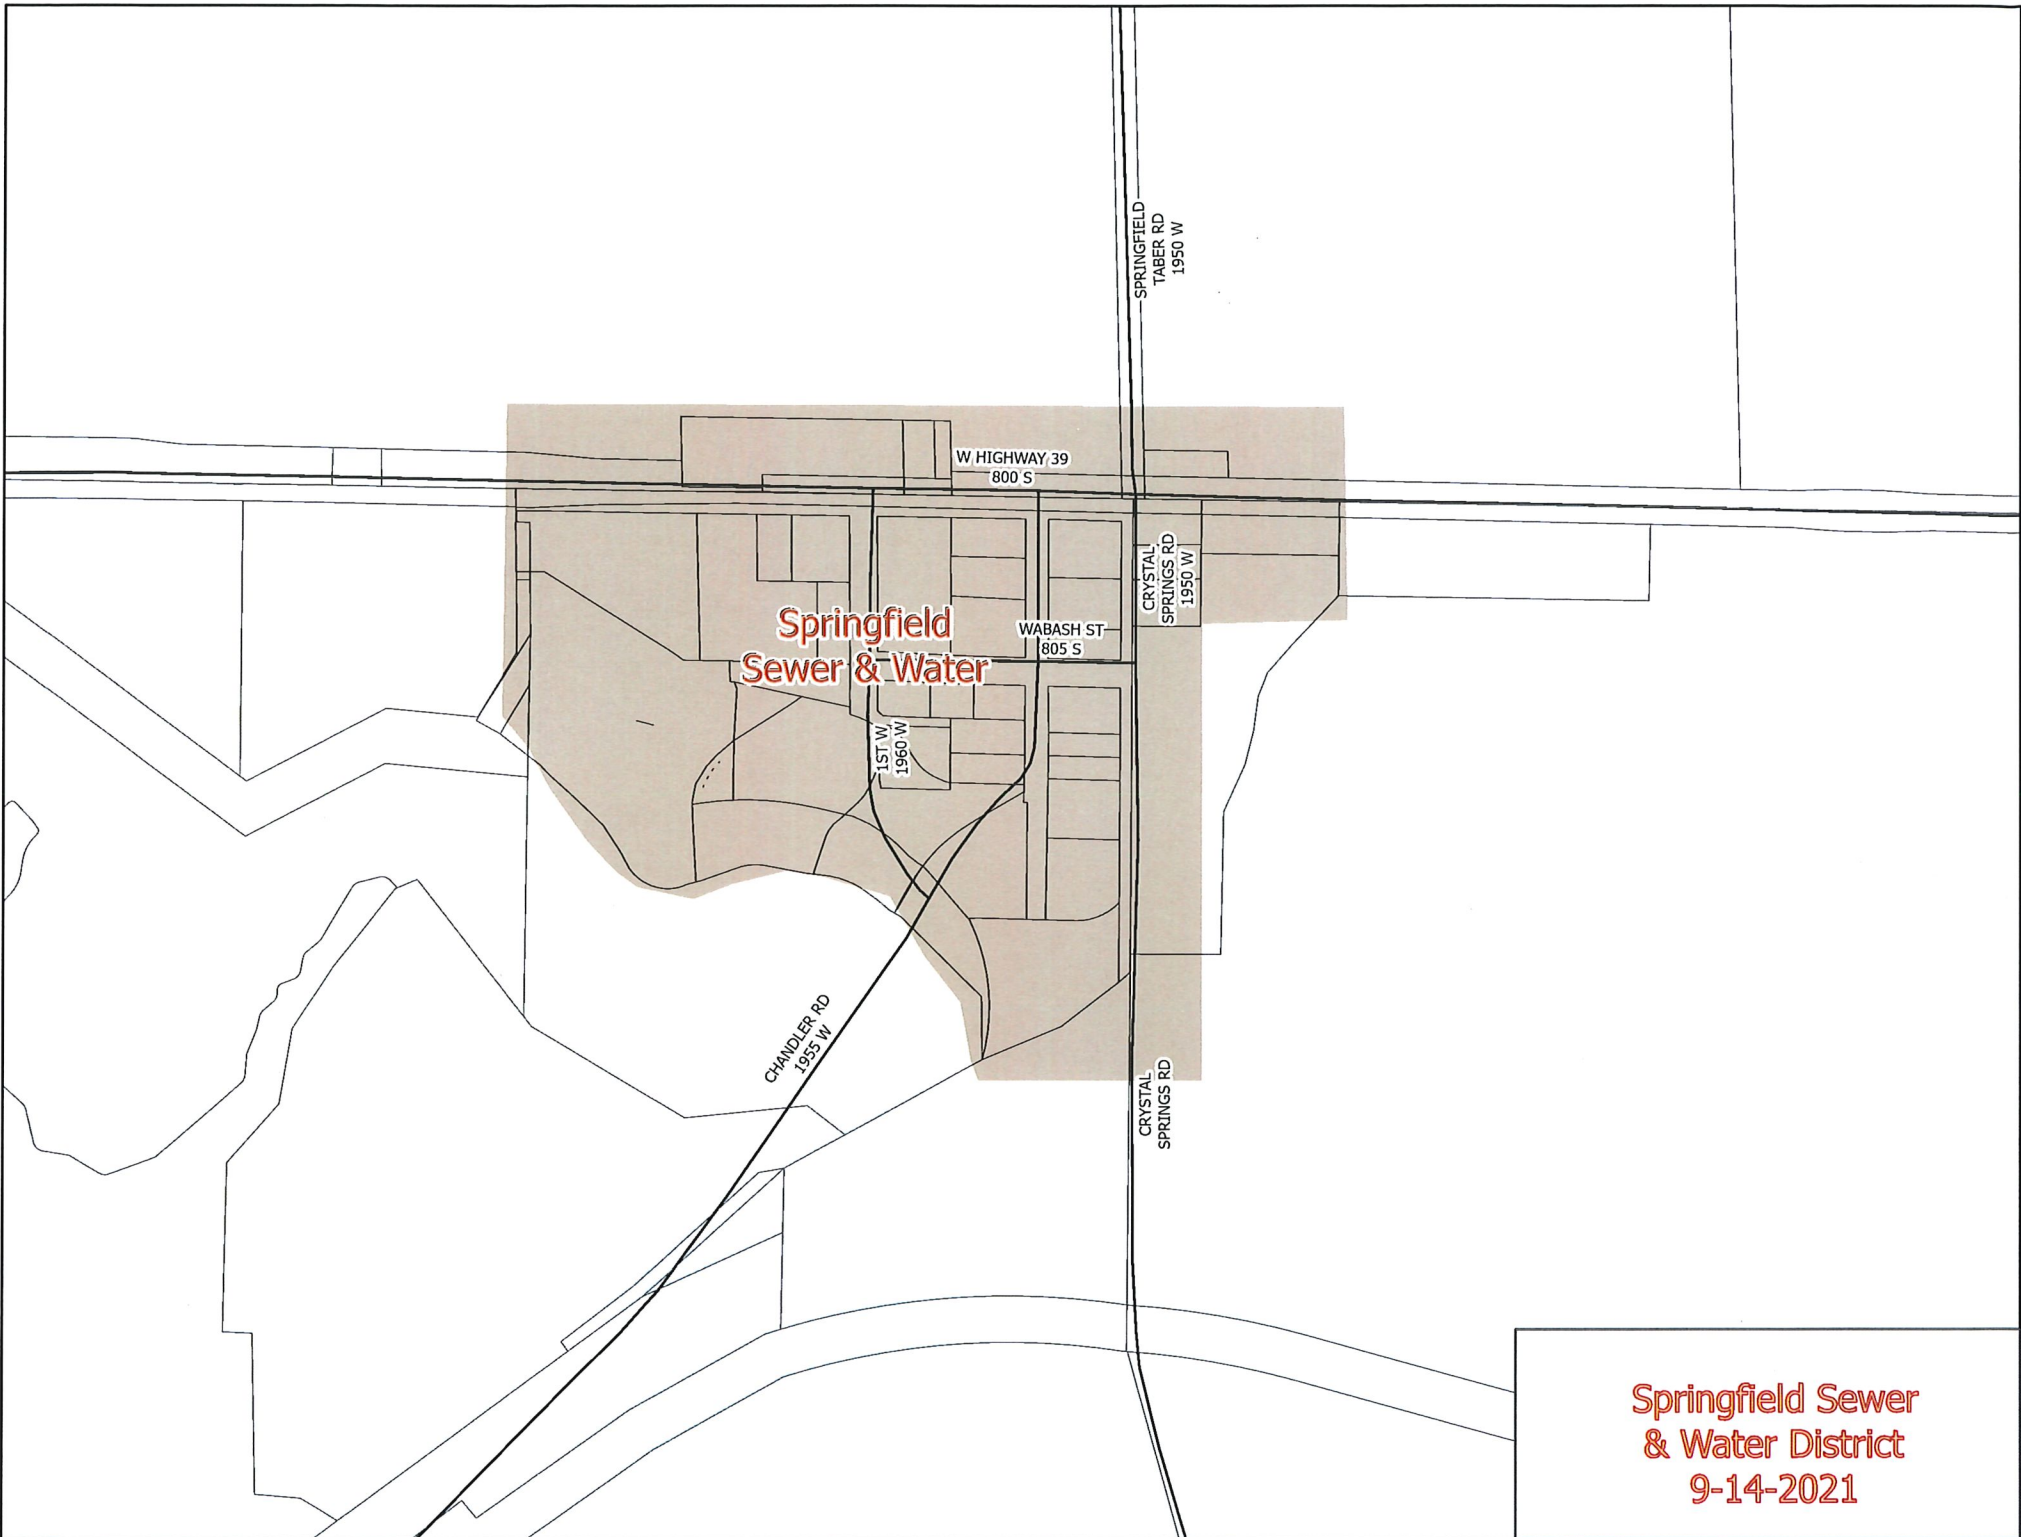 SPRINGFIELD
TABER RD
1950 W
W HIGHWAY 39
800 S
CRYSTAL
SPRINGS RD
1950 W
Springfield
Sewer & Water
WABASH ST
805 S
1ST W
1960 W
CHANDLER RD
1955 W
CRYSTAL
SPRINGS RD
Springfield Sewer
& Water District
9-14-2021